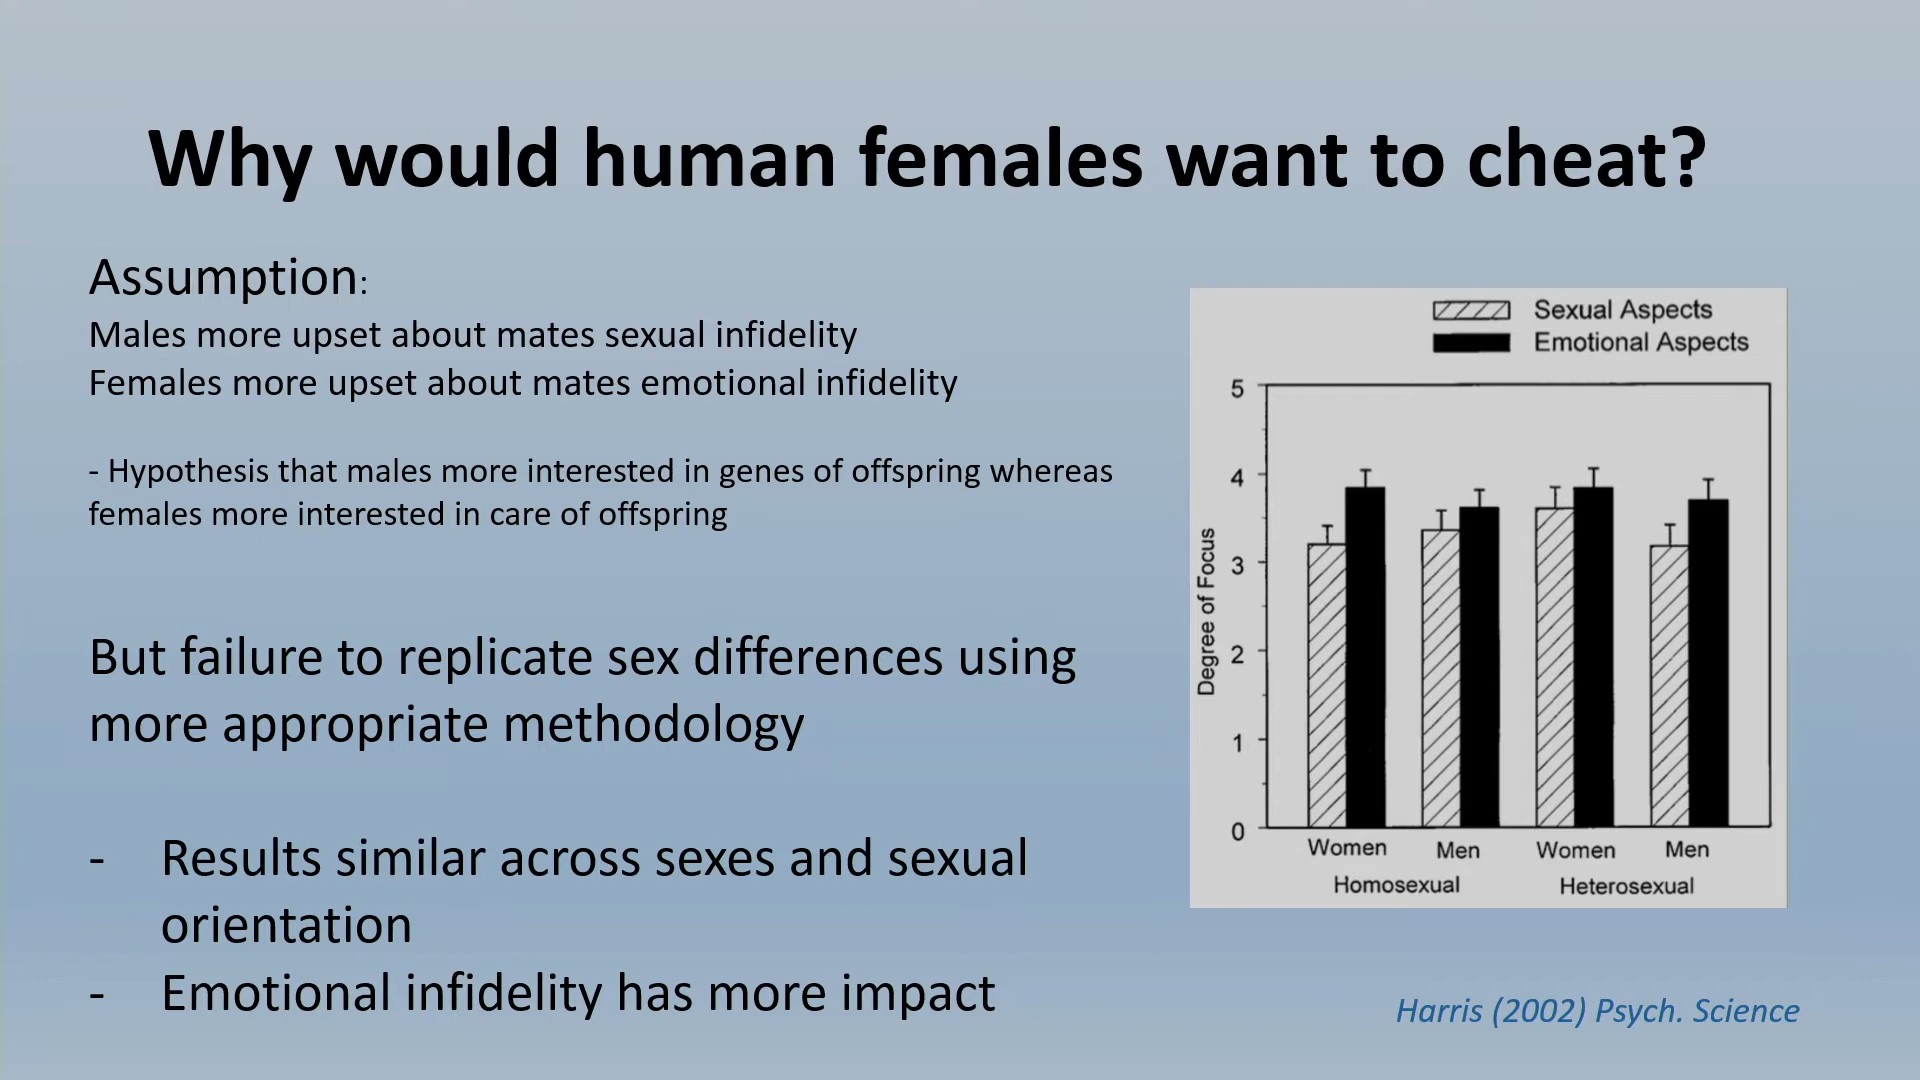 Why would human females want to cheat?
Assumption:
Males more upset about mates sexual infidelity
Females more upset about mates emotional infidelity
- Hypothesis that males more interested in genes of offspring whereas
females more interested in care of offspring
But failure to replicate sex differences using
more appropriate methodology
- Results similar across sexes and sexual
orientation
- Emotional infidelity has more impact
Sexual Aspects
Emotional Aspects
Degree of Focus
5
4
3
2
1
0
Women Men Women Men
Homosexual Heterosexual
Harris (2002) Psych. Science